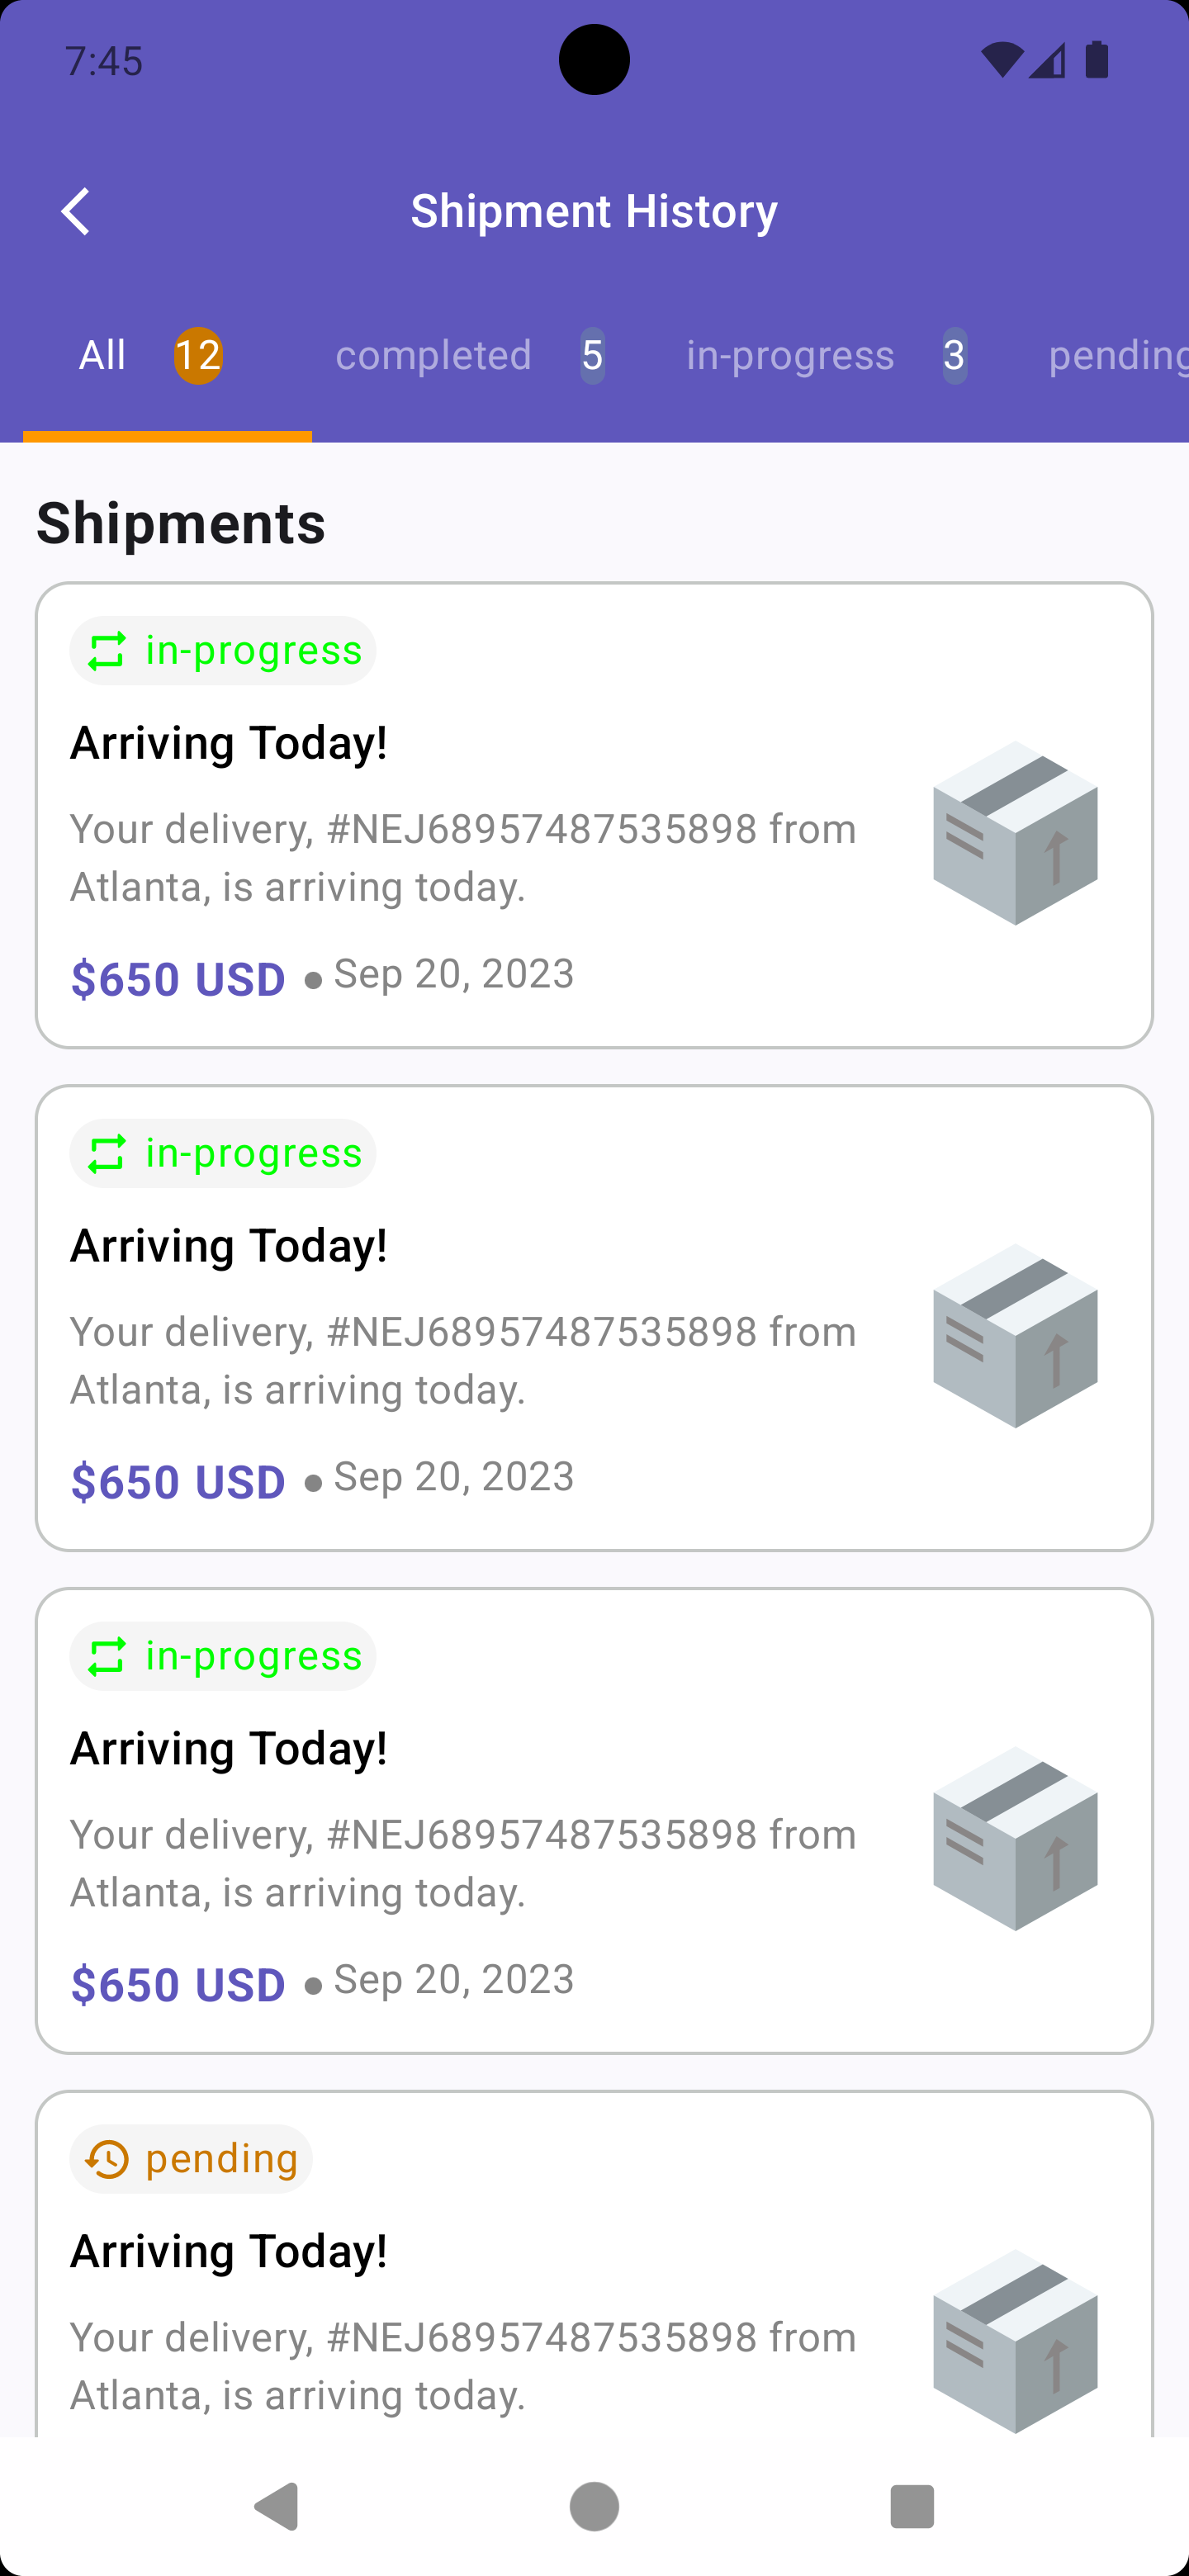 7:45
Shipment History
All 12 completed 5 in-progress 3 pending
Shipments
in-progress
Arriving Today!
Your delivery, #NEJ68957487535898 from
Atlanta, is arriving today.
$650 USD • Sep 20, 2023
in-progress
Arriving Today!
Your delivery, #NEJ68957487535898 from
Atlanta, is arriving today.
$650 USD • Sep 20, 2023
in-progress
Arriving Today!
Your delivery, #NEJ68957487535898 from
Atlanta, is arriving today.
$650 USD • Sep 20, 2023
pending
Arriving Today!
Your delivery, #NEJ68957487535898 from
Atlanta, is arriving today.